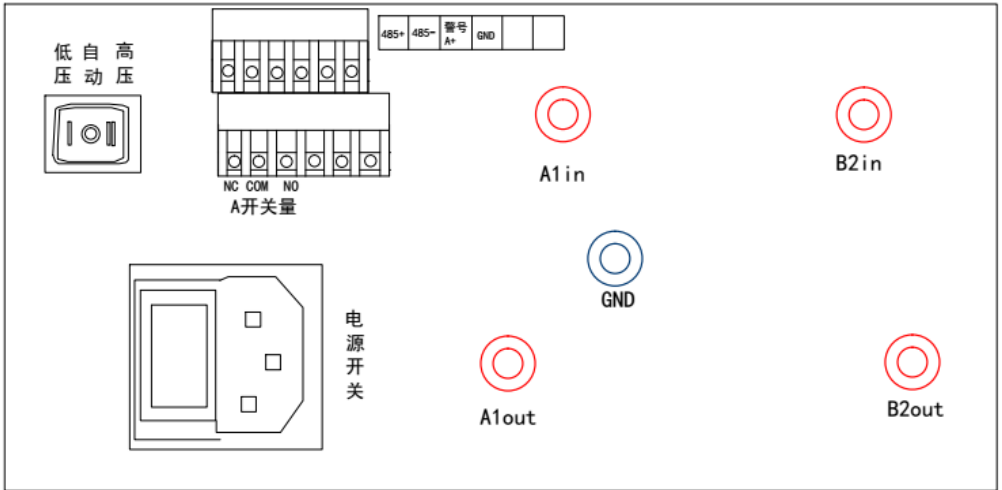 低 自 高
压 动 压
485+ 485- 警号 A+ GND
NC COM NO
A开关量
A1in
B2in
GND
电源开关
A1out
B2out